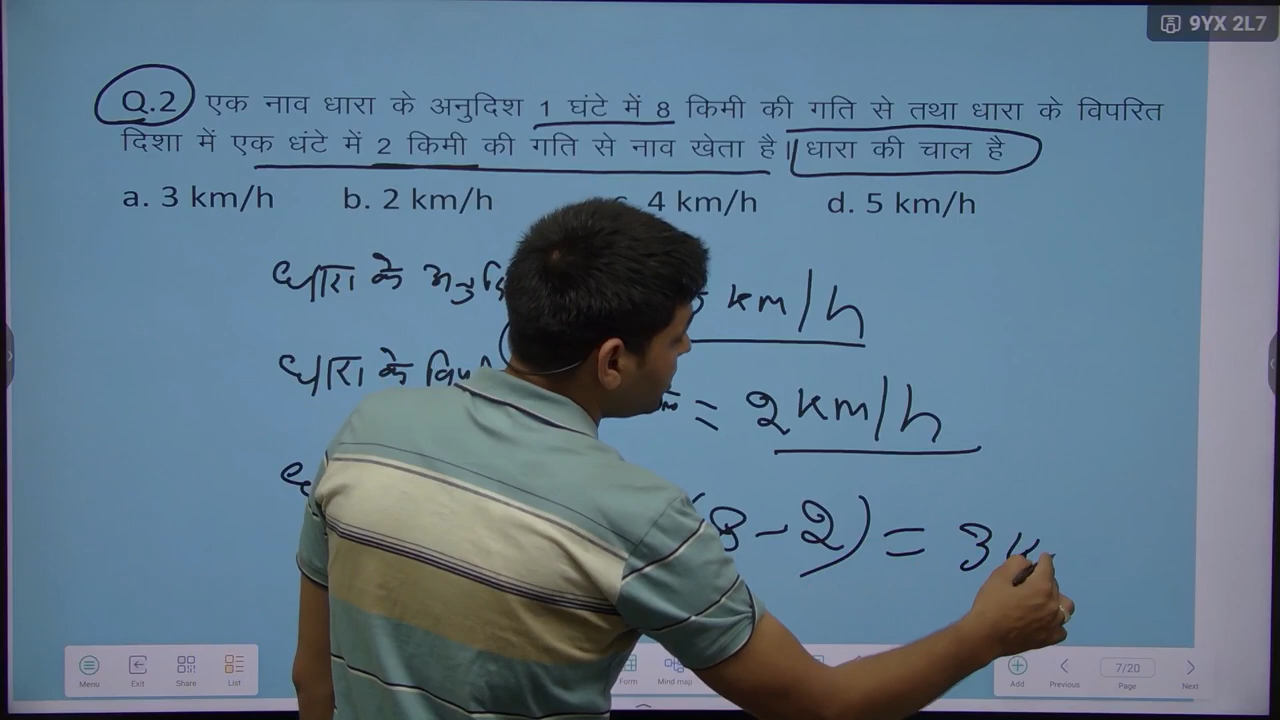 9YX 2L7
Q.2 एक नाव धारा के अनुदिश 1 घंटे में 8 किमी की गति से तथा धारा के विपरित
दिशा में एक धंटे में 2 किमी की गति से नाव खेता है। धारा की चाल है
a. 3 km/h b. 2 km/h c. 4 km/h d. 5 km/h
धारा के km/h
धारा के = 2 km/h
(8-2) = 3
Menu Exit Share List Form Mind map Add Previous 7/20 Page Next